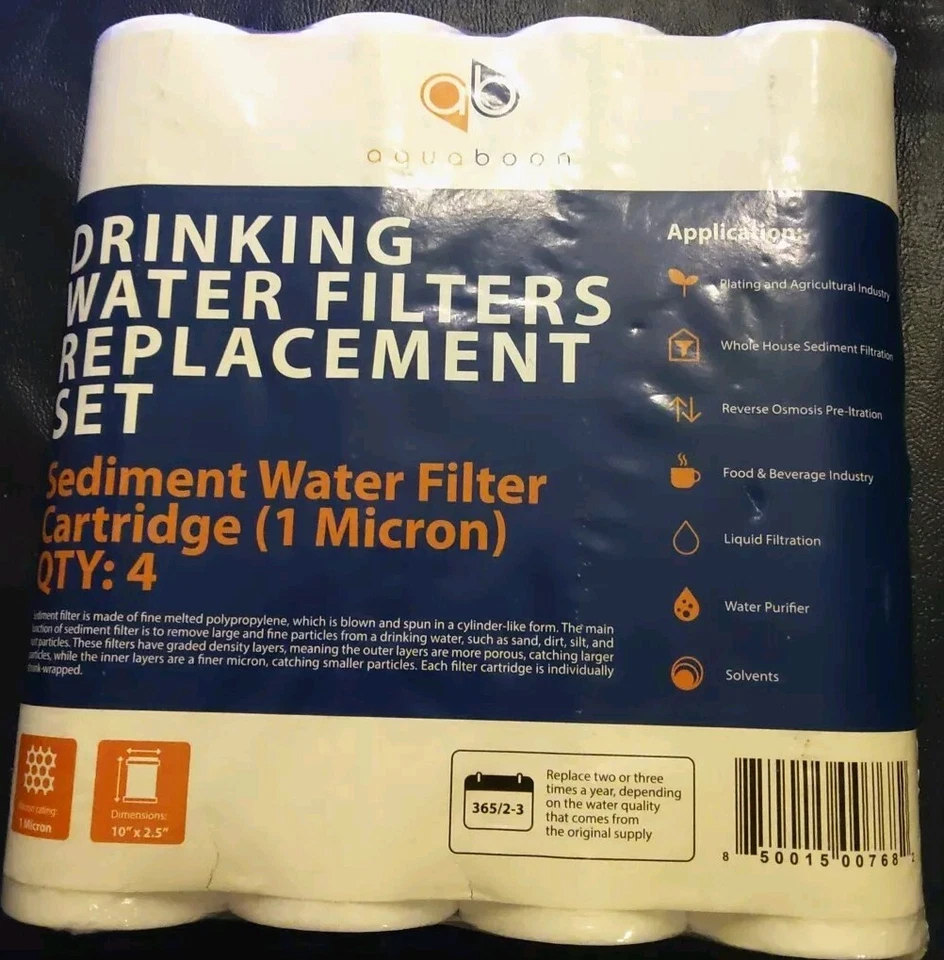 ab
aquaboon
DRINKING
WATER FILTERS
REPLACEMENT
SET
Sediment Water Filter
Cartridge (1 Micron)
QTY: 4
filter is made of fine melted polypropylene, which is blown and spun in a cylinder-like form. The main
of sediment filter is to remove large and fine particles from a drinking water, such as sand, dirt, silt, and
particles. These filters have graded density layers, meaning the outer layers are more porous, catching larger
particles, while the inner layers are a finer micron, catching smaller particles. Each filter cartridge is individually
Application:
Plating and Agricultural Industry
Whole House Sediment Filtration
Reverse Osmosis Pre-ltration
Food & Beverage Industry
Liquid Filtration
Water Purifier
Solvents
Micron rating:
1 Micron
Dimensions:
10" x 2.5"
365/2-3
Replace two or three
times a year, depending
on the water quality
that comes from
the original supply
8 50015 00768 2